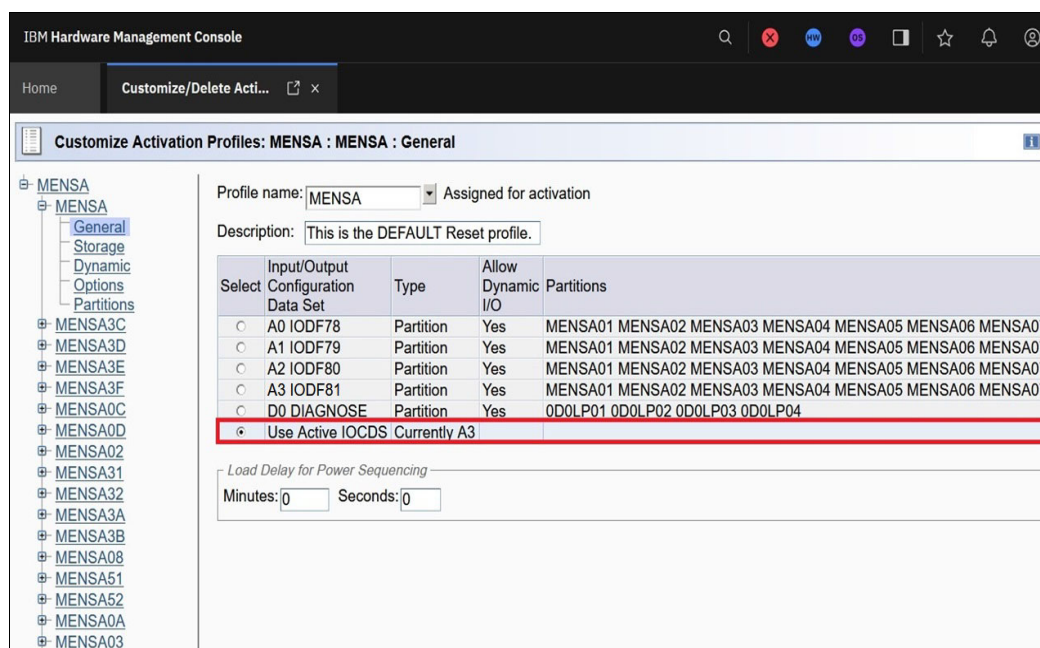 IBM Hardware Management Console
HW
OS
Home
Customize/Delete Acti...
Customize Activation Profiles: MENSA : MENSA : General
MENSA
MENSA
General
Storage
Dynamic
Options
Partitions
MENSA3C
MENSA3D
MENSA3E
MENSA3F
MENSA0C
MENSA0D
MENSA02
MENSA31
MENSA32
MENSA3A
MENSA3B
MENSA08
MENSA51
MENSA52
MENSA0A
MENSA03
Profile name: MENSA Assigned for activation
Description: This is the DEFAULT Reset profile.
Select Input/Output Configuration Data Set Type Allow Dynamic I/O Partitions
A0 IODF78 Partition Yes MENSA01 MENSA02 MENSA03 MENSA04 MENSA05 MENSA06 MENSA0
A1 IODF79 Partition Yes MENSA01 MENSA02 MENSA03 MENSA04 MENSA05 MENSA06 MENSA0
A2 IODF80 Partition Yes MENSA01 MENSA02 MENSA03 MENSA04 MENSA05 MENSA06 MENSA0
A3 IODF81 Partition Yes MENSA01 MENSA02 MENSA03 MENSA04 MENSA05 MENSA06 MENSA0
D0 DIAGNOSE Partition Yes 0D0LP01 0D0LP02 0D0LP03 0D0LP04
Use Active IOCDS Currently A3
Load Delay for Power Sequencing
Minutes: 0 Seconds: 0